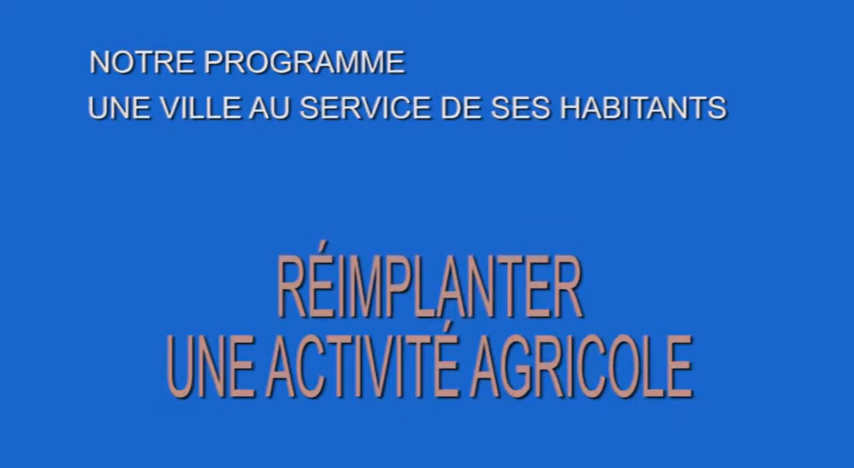 NOTRE PROGRAMME
UNE VILLE AU SERVICE DE SES HABITANTS
RÉIMPLANTER
UNE ACTIVITÉ AGRICOLE